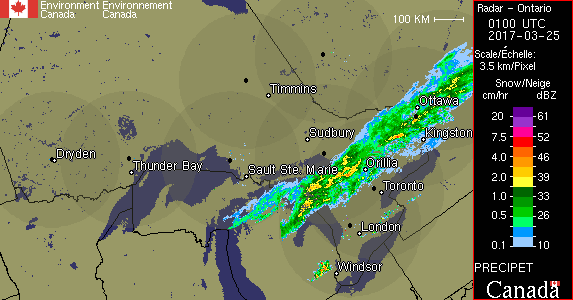 Environment Environnement
Canada Canada
100 KM
Radar - Ontario
0100 UTC
2017-03-25
Scale/Échelle:
3.5 km/Pixel
Snow/Neige
cm/hr dBZ
20 61
7.5 52
4.0 46
2.0 39
1.0 33
0.5 26
0.1 10
Timmins
Ottawa
Sudbury
Kingston
Dryden
Thunder Bay
Sault Ste. Marie
Orillia
Toronto
London
Windsor
PRECIPET
Canada